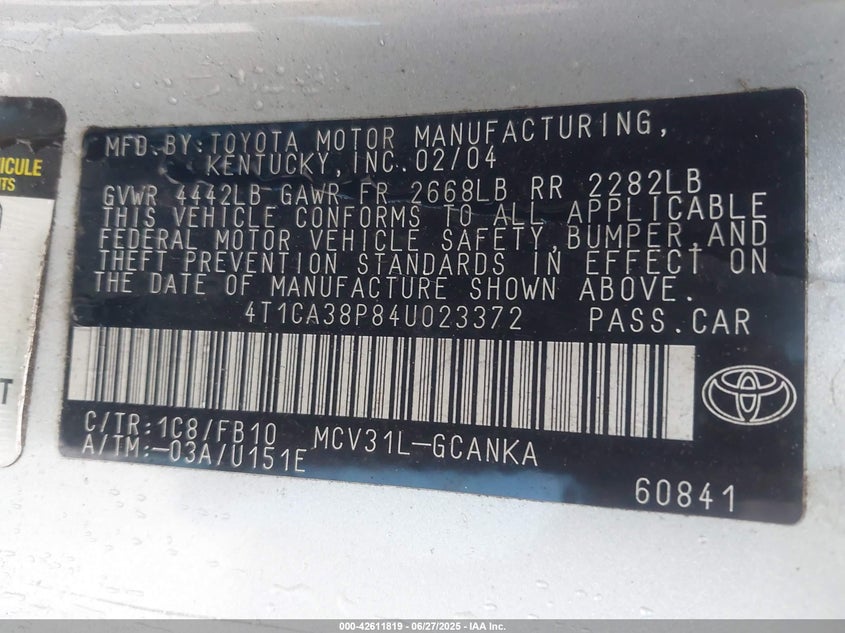 ICULE
TS
T
MFD.BY:TOYOTA MOTOR MANUFACTURING,
KENTUCKY,INC.02/04
GVWR 4442LB GAWR FR 2668LB RR 2282LB
THIS VEHICLE CONFORMS TO ALL APPLICABLE
FEDERAL MOTOR VEHICLE SAFETY,BUMPER,AND
THEFT PREVENTION STANDARDS IN EFFECT ON
THE DATE OF MANUFACTURE SHOWN ABOVE.
4T1CA38P84U023372 PASS.CAR
C/TR:1C8/FB10 MCV31L-GCANKA
A/TM:-03A/U151E
60841
000-42611819 | 06/27/2025 - IAA Inc.